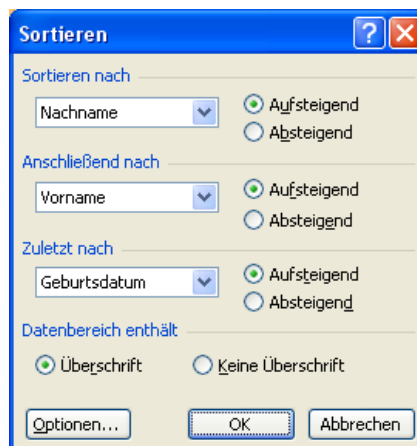 Sortieren
Sortieren nach
Nachname
Aufsteigend
Absteigend
Anschließend nach
Vorname
Aufsteigend
Absteigend
Zuletzt nach
Geburtsdatum
Aufsteigend
Absteigend
Datenbereich enthält
Überschrift Keine Überschrift
Optionen... OK Abbrechen